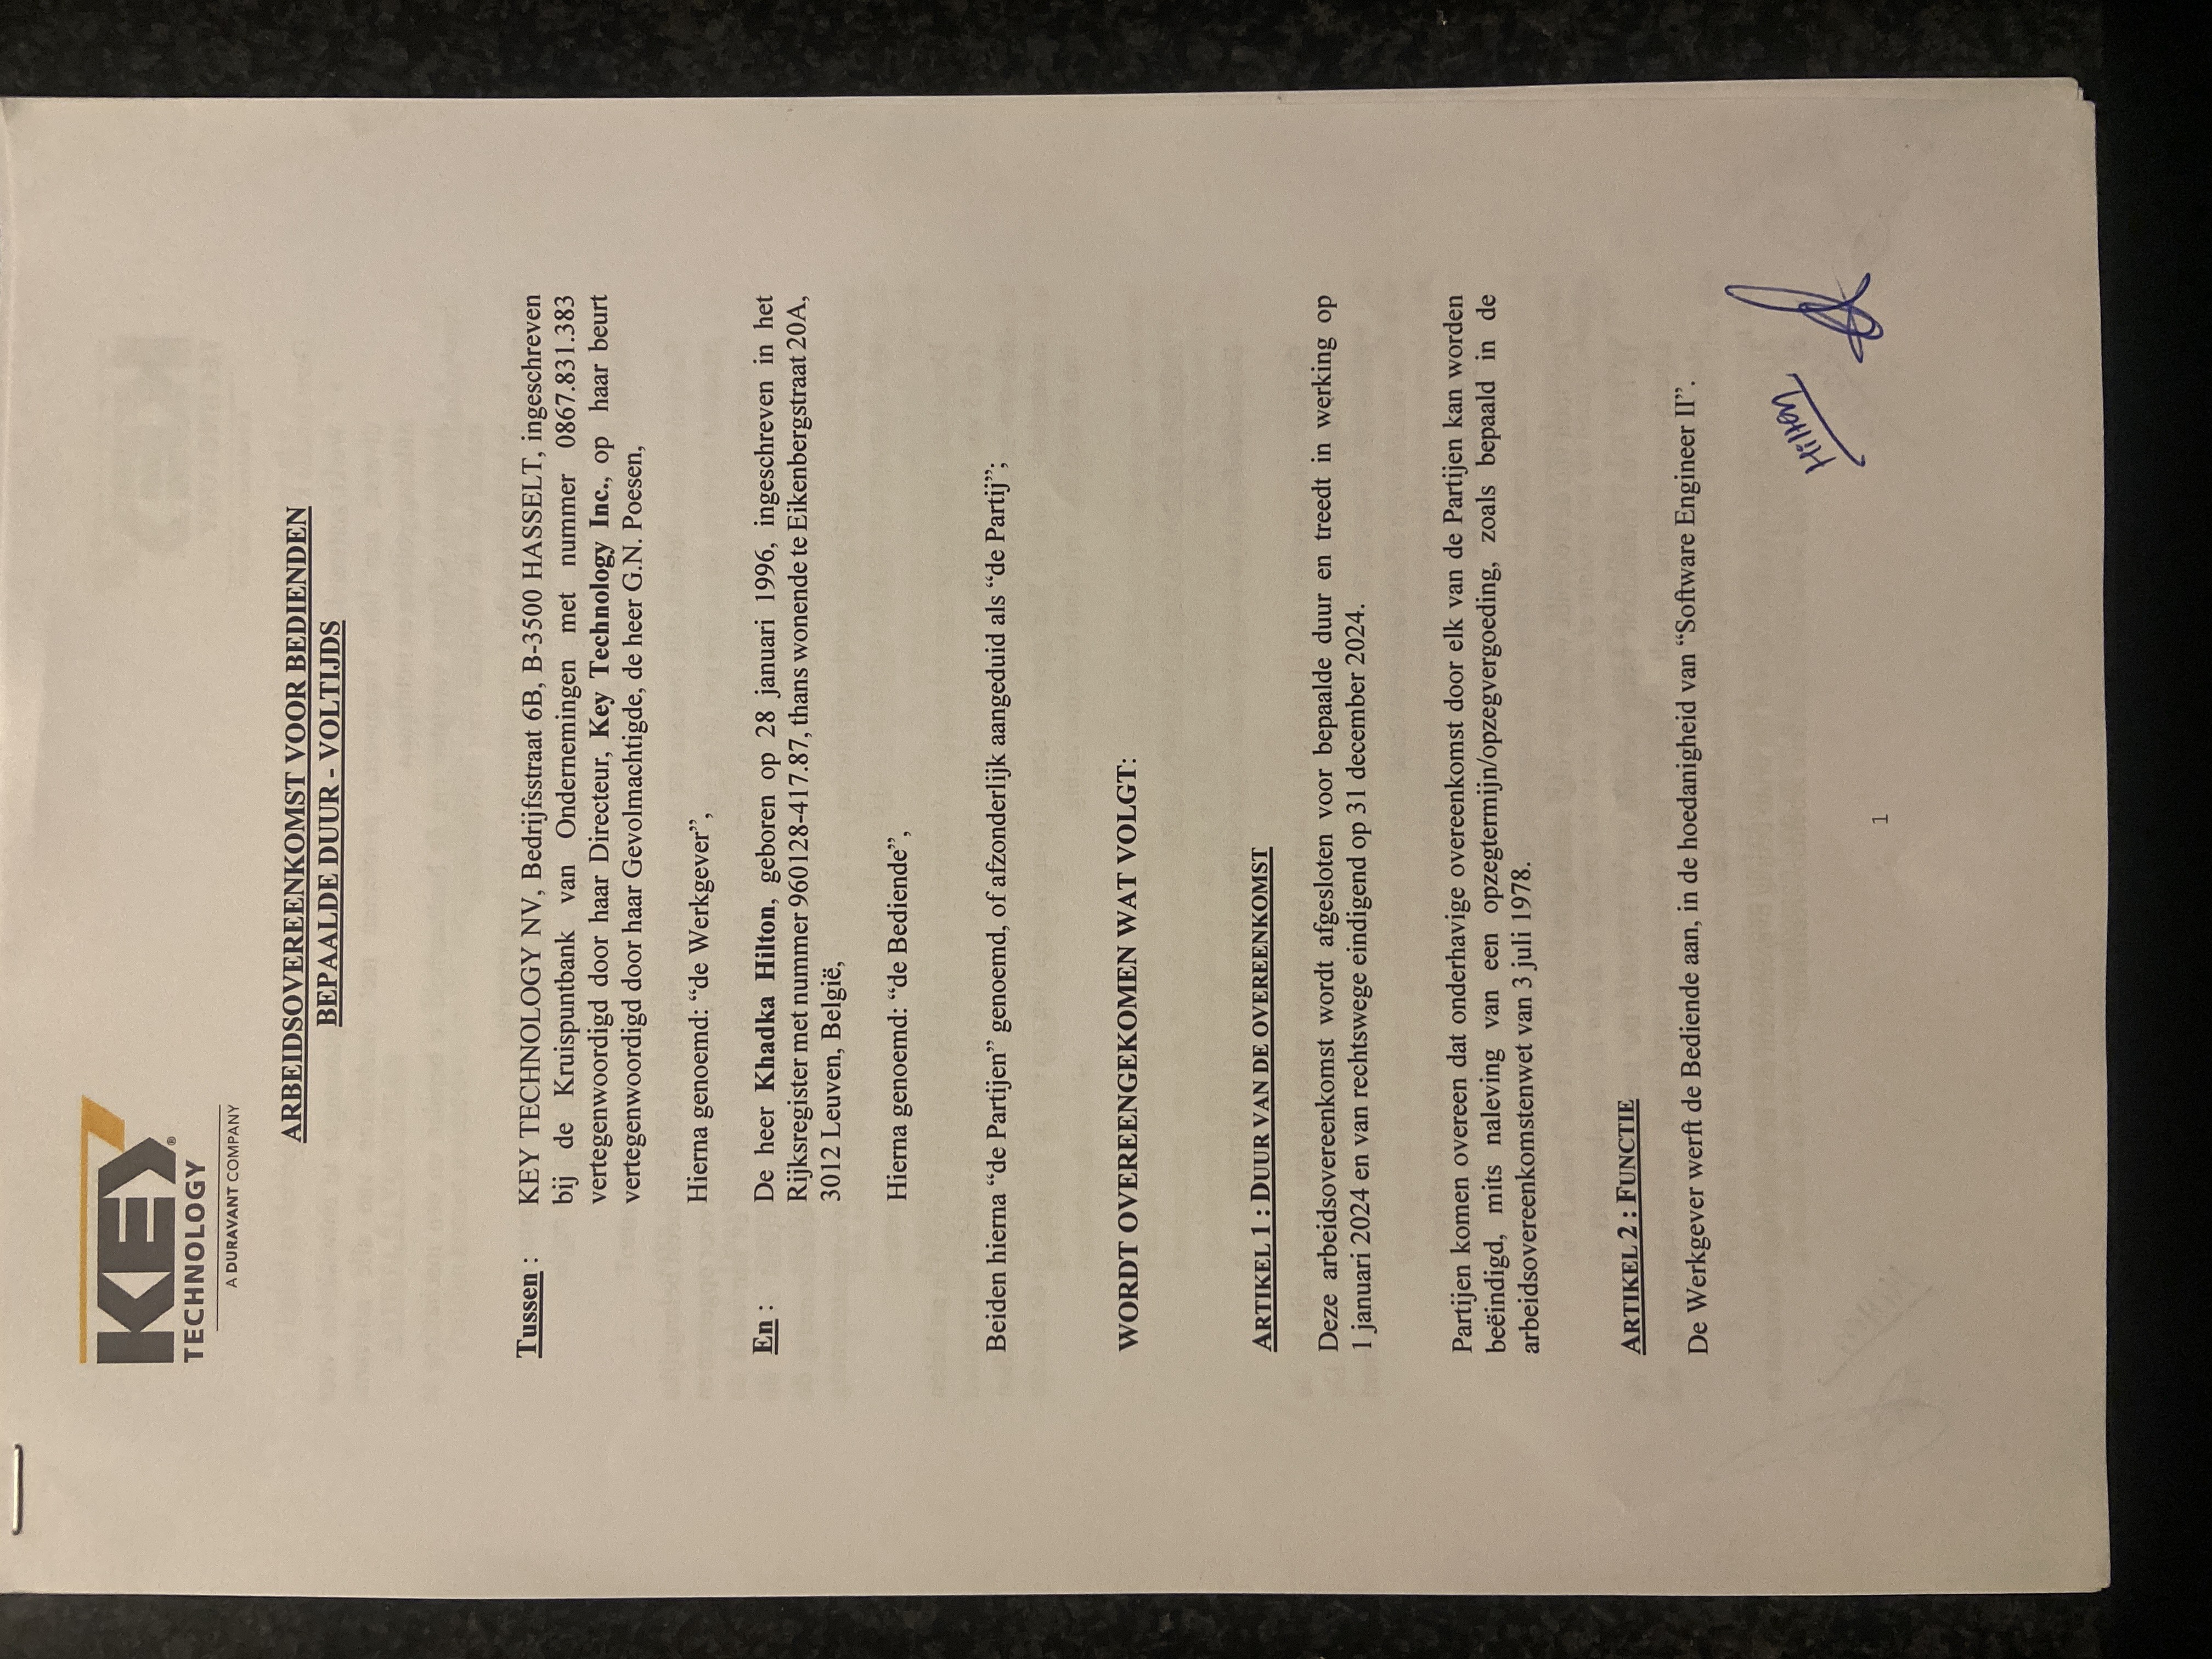 KEY
TECHNOLOGY
A DURAVANT COMPANY
ARBEIDSOVEREENKOMST VOOR BEDIENDEN
BEPAALDE DUUR - VOLTIJDS
Tussen : KEY TECHNOLOGY NV, Bedrijfsstraat 6B, B-3500 HASSELT, ingeschreven
bij de Kruispuntbank van Ondernemingen met nummer 0867.831.383
vertegenwoordigd door haar Directeur, Key Technology Inc., op haar beurt
vertegenwoordigd door haar Gevolmachtigde, de heer G.N. Poesen,
Hierna genoemd: “de Werkgever”,
En : De heer Khadka Hilton, geboren op 28 januari 1996, ingeschreven in het
Rijksregister met nummer 960128-417.87, thans wonende te Eikenbergstraat 20A,
3012 Leuven, België,
Hierna genoemd: “de Bediende”,
Beiden hierna “de Partijen” genoemd, of afzonderlijk aangeduid als “de Partij”;
WORDT OVEREENGEKOMEN WAT VOLGT:
ARTIKEL 1 : DUUR VAN DE OVEREENKOMST
Deze arbeidsovereenkomst wordt afgesloten voor bepaalde duur en treedt in werking op
1 januari 2024 en van rechtswege eindigend op 31 december 2024.
Partijen komen overeen dat onderhavige overeenkomst door elk van de Partijen kan worden
beëindigd, mits naleving van een opzegtermijn/opzegvergoeding, zoals bepaald in de
arbeidsovereenkomstenwet van 3 juli 1978.
ARTIKEL 2 : FUNCTIE
De Werkgever werft de Bediende aan, in de hoedanigheid van “Software Engineer II”.
Hilton
1